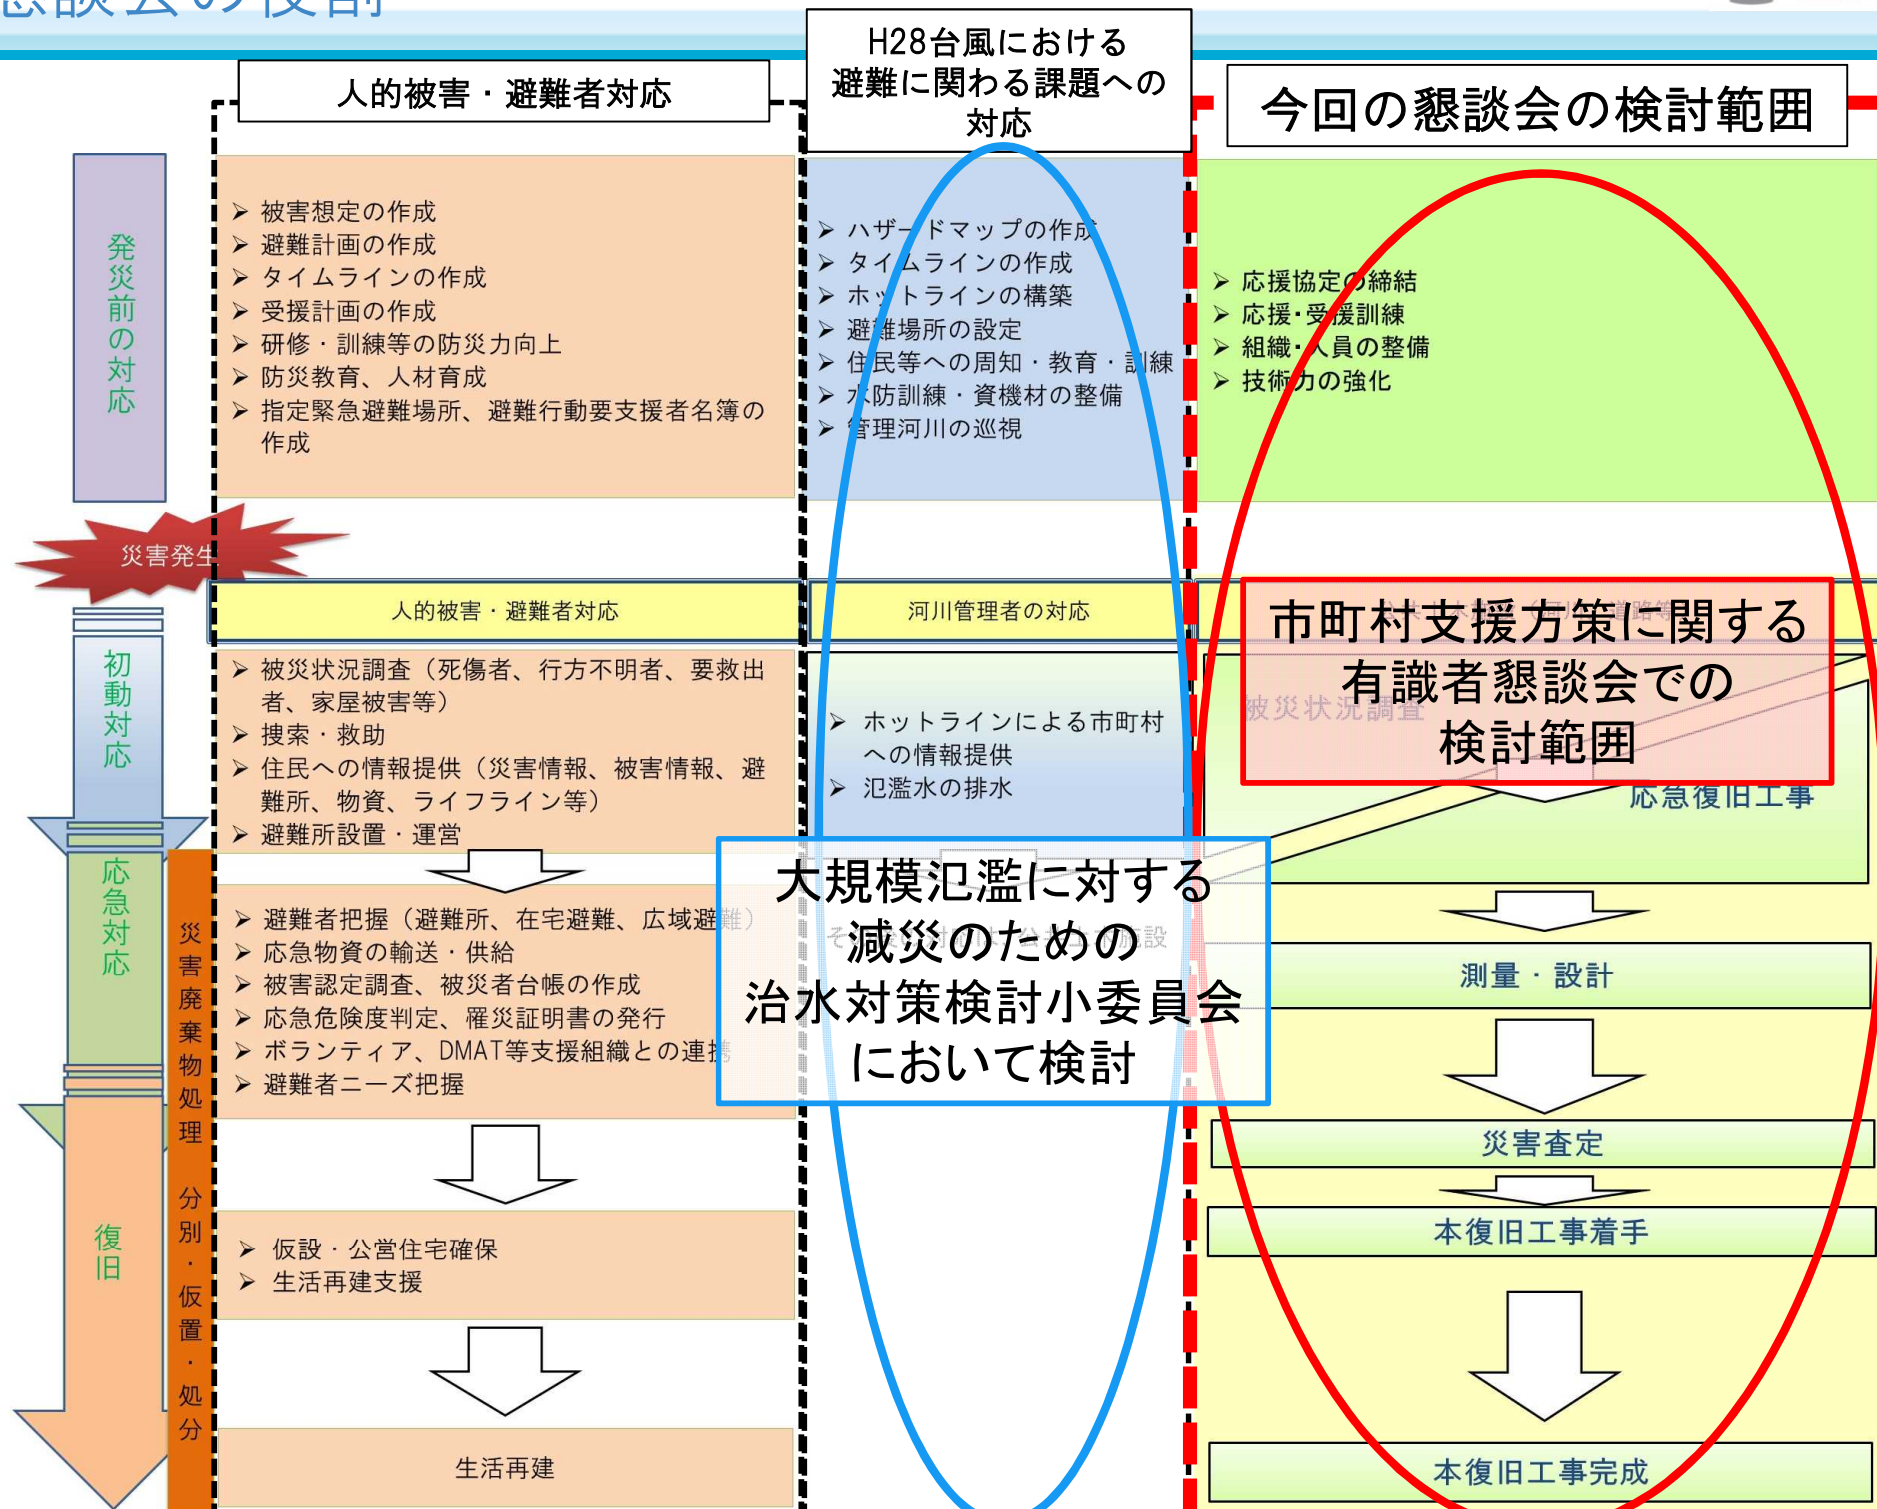 懇談会の役割
人的被害・避難者対応
H28台風における
避難に関わる課題への
対応
今回の懇談会の検討範囲
発災前の対応
➢ 被害想定の作成
➢ 避難計画の作成
➢ タイムラインの作成
➢ 受援計画の作成
➢ 研修・訓練等の防災力向上
➢ 防災教育、人材育成
➢ 指定緊急避難場所、避難行動要支援者名簿の
作成
➢ ハザードマップの作成
➢ タイムラインの作成
➢ ホットラインの構築
➢ 避難場所の設定
➢ 住民等への周知・教育・訓練
➢ 水防訓練・資機材の整備
➢ 管理河川の巡視
➢ 応援協定の締結
➢ 応援・受援訓練
➢ 組織・人員の整備
➢ 技術力の強化
災害発生
人的被害・避難者対応
河川管理者の対応
市町村支援方策に関する
有識者懇談会での
検討範囲
初動対応
➢ 被災状況調査（死傷者、行方不明者、要救出
者、家屋被害等）
➢ 捜索・救助
➢ 住民への情報提供（災害情報、被害情報、避
難所、物資、ライフライン等）
➢ 避難所設置・運営
➢ ホットラインによる市町村
への情報提供
➢ 氾濫水の排水
被災状況調査
応急復旧工事
応急対応
災害廃棄物処理 分別・仮置・処分
➢ 避難者把握（避難所、在宅避難、広域避難）
➢ 応急物資の輸送・供給
➢ 被害認定調査、被災者台帳の作成
➢ 応急危険度判定、罹災証明書の発行
➢ ボランティア、DMAT等支援組織との連携
➢ 避難者ニーズ把握
大規模氾濫に対する
減災のための
治水対策検討小委員会
において検討
測量・設計
災害査定
本復旧工事着手
復旧
➢ 仮設・公営住宅確保
➢ 生活再建支援
生活再建
本復旧工事完成